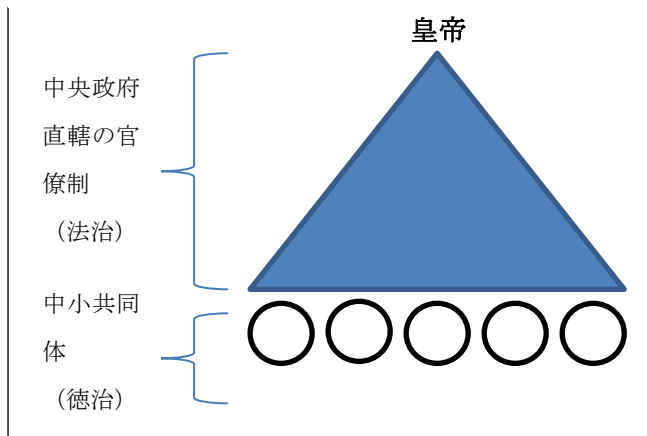 皇帝
中央政府
直轄の官
僚制
（法治）
中小共同
体
（徳治）